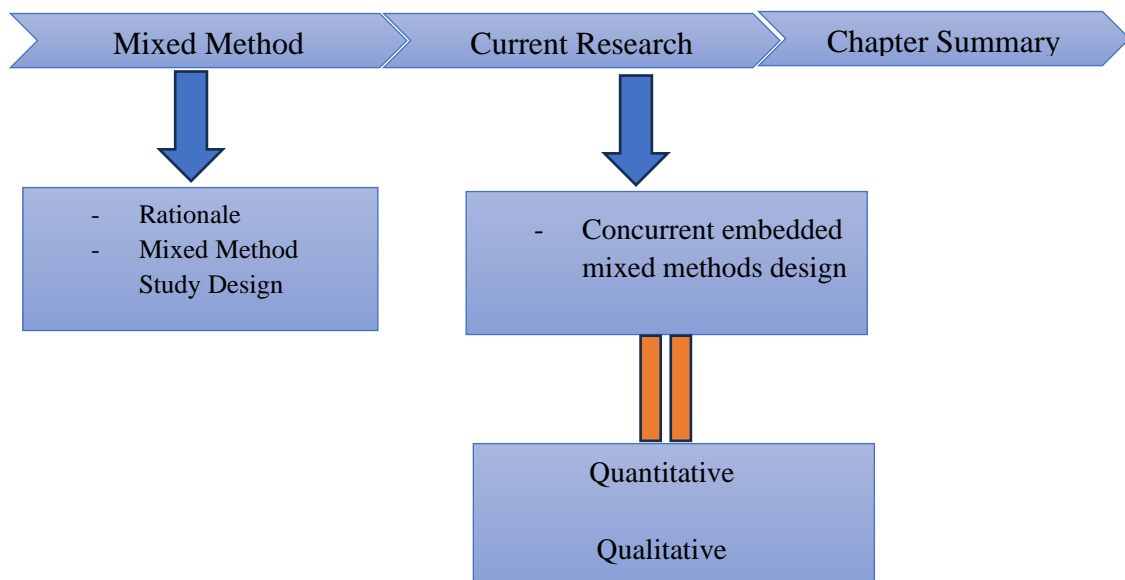 Mixed Method
Current Research
Chapter Summary
- Rationale
- Mixed Method
Study Design
- Concurrent embedded
mixed methods design
Quantitative
Qualitative